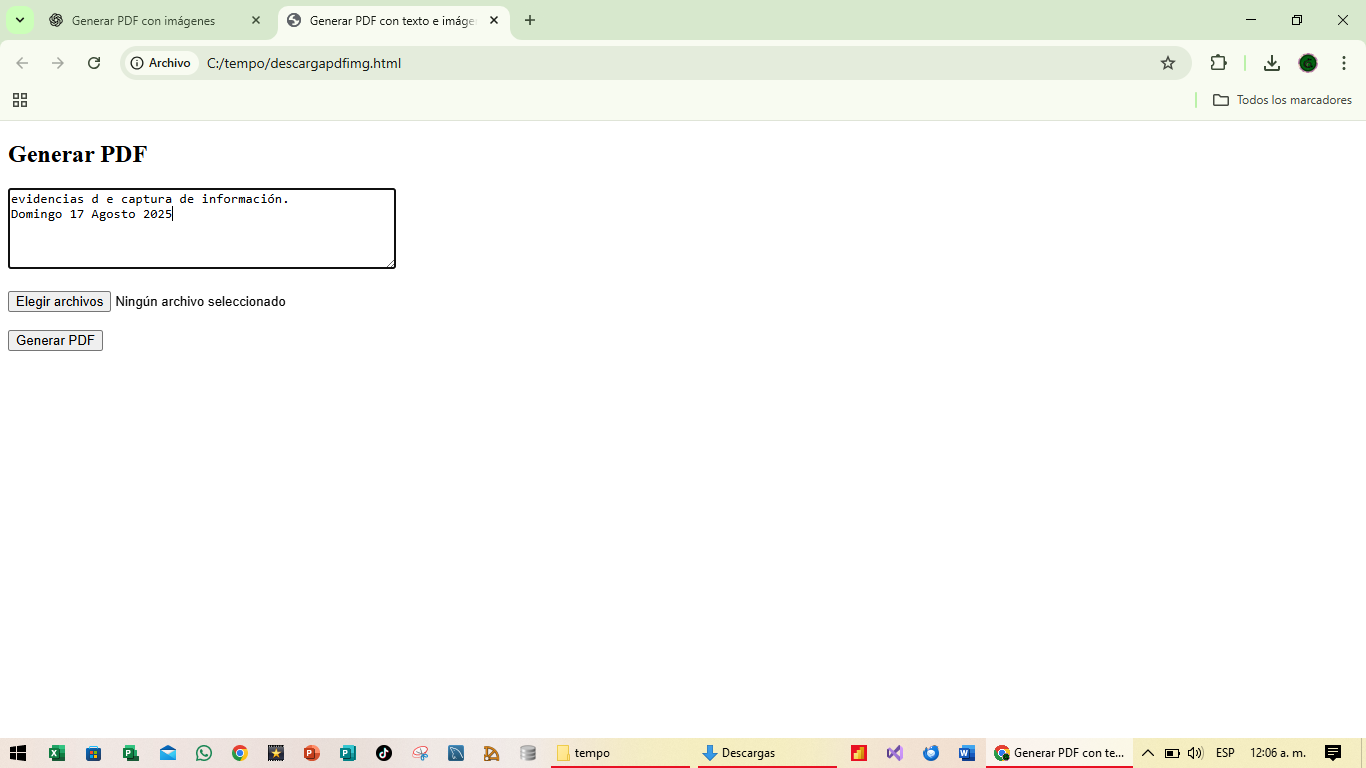 Generar PDF con imágenes
Generar PDF con texto e imáge
Archivo
C:/tempo/descargapdfimg.html
Todos los marcadores
Generar PDF
evidencias d e captura de información.
Domingo 17 Agosto 2025
Elegir archivos Ningún archivo seleccionado
Generar PDF
tempo
Descargas
Generar PDF con te...
ESP
12:06 a. m.